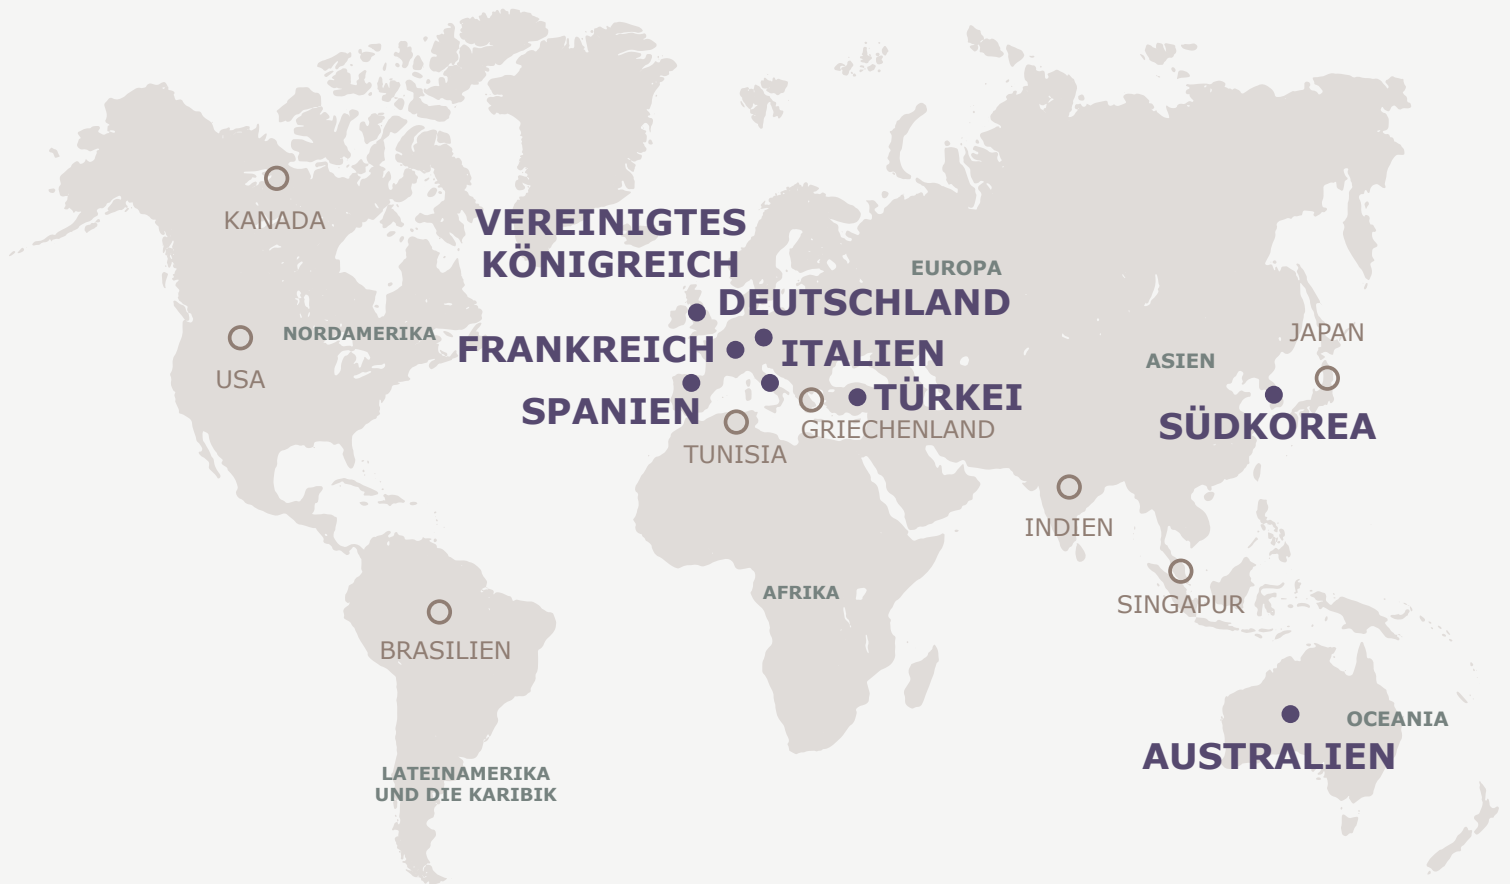 KANADA
VEREINIGTES
KÖNIGREICH
EUROPA
DEUTSCHLAND
NORDAMERIKA
JAPAN
FRANKREICH
ITALIEN
ASIEN
USA
SPANIEN
TÜRKEI
GRIECHENLAND
SÜDKOREA
TUNISIA
INDIEN
AFRIKA
SINGAPUR
BRASILIEN
OCEANIA
AUSTRALIEN
LATEINAMERIKA
UND DIE KARIBIK